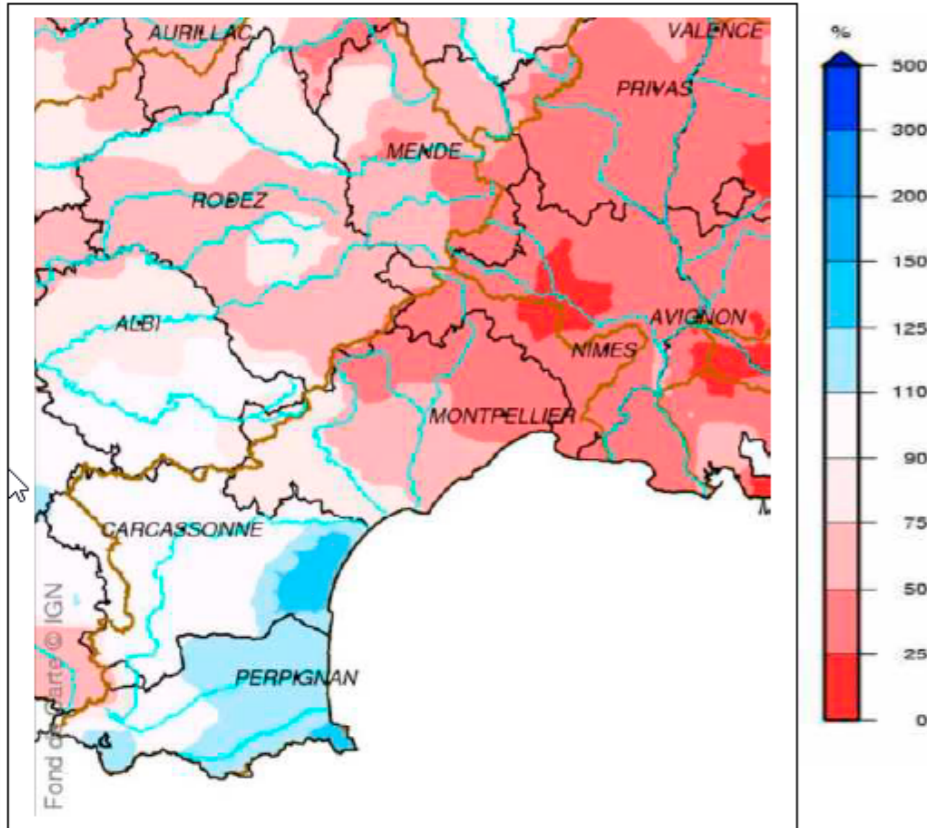 AURILLAC
VALENCE
%
500
PRIVAS
300
MENDE
200
RODEZ
150
ALBI
AVIGNON
125
NIMES
110
MONTPELLIER
90
75
CARCASSONNE
M
50
25
PERPIGNAN
0
Fond de Carte © IGN